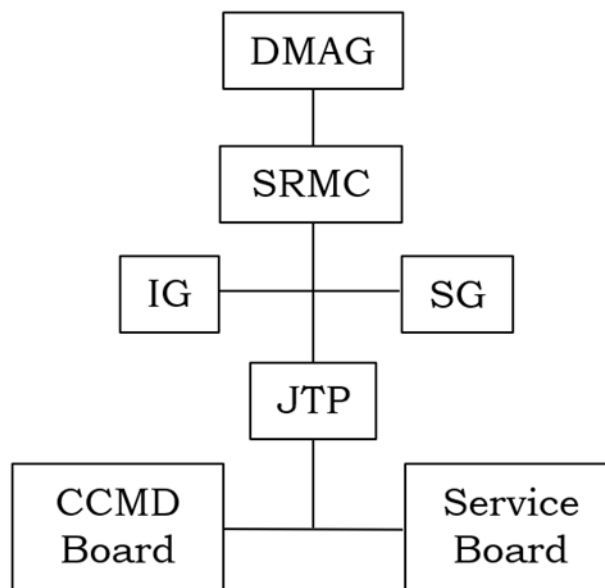 DMAG
SRMC
IG
SG
JTP
CCMD
Board
Service
Board